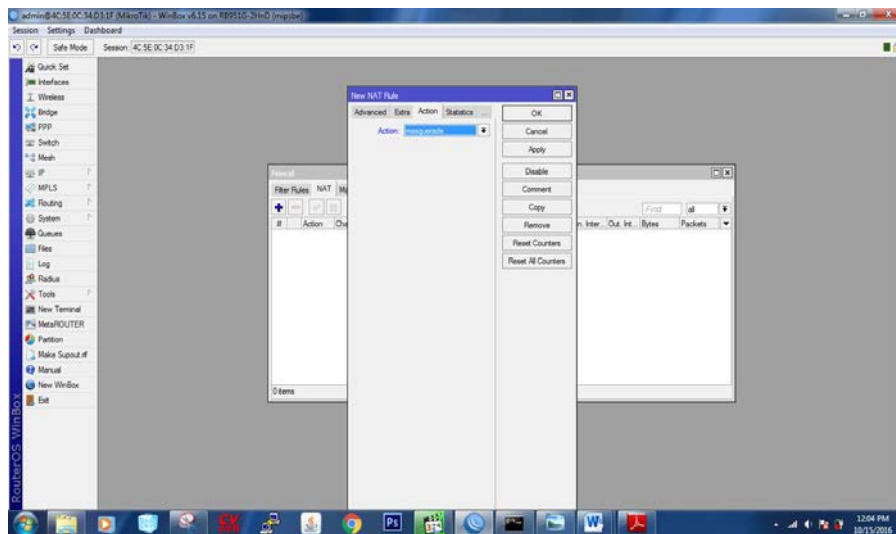 admin@4C:5E:0C:34:D3:1F (MikroTik) - WinBox v6.15 on RB951G-2HnD (mipsbe)
Session Settings Dashboard
Safe Mode Session: 4C:5E:0C:34:D3:1F
Quick Set
Interfaces
Wireless
Bridge
PPP
Switch
Mesh
IP
MPLS
Routing
System
Queues
Files
Log
Radius
Tools
New Terminal
MetaROUTER
Partition
Make Supout.rif
Manual
New WinBox
Exit
RouterOS WinBox
New NAT Rule
Advanced Extra Action Statistics ...
Action: masquerade
OK
Cancel
Apply
Disable
Comment
Copy
Remove
Reset Counters
Reset All Counters
Firewall
Filter Rules NAT
Find all
# Action Cha
n. Inter... Out. Int... Bytes Packets
0 items
Ps
W
12:04 PM
10/15/2016